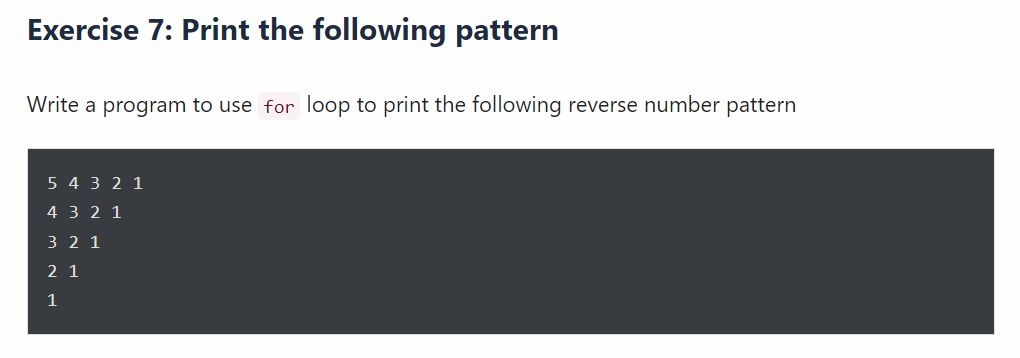 Exercise 7: Print the following pattern
Write a program to use for loop to print the following reverse number pattern
5 4 3 2 1
4 3 2 1
3 2 1
2 1
1